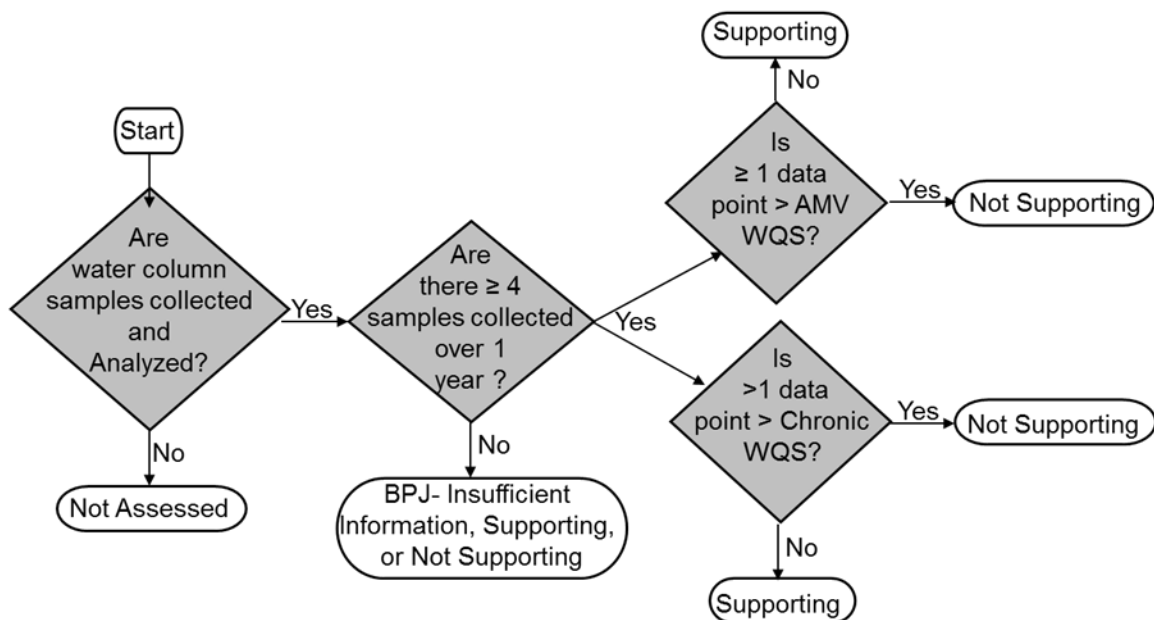 Start
Are
water column
samples collected
and
Analyzed?
Yes
No
Not Assessed
Are
there ≥ 4
samples collected
over 1
year ?
Yes
No
BPJ- Insufficient
Information, Supporting,
or Not Supporting
Supporting
No
Is
≥ 1 data
point > AMV
WQS?
Yes
Not Supporting
Is
>1 data
point > Chronic
WQS?
Yes
Not Supporting
No
Supporting